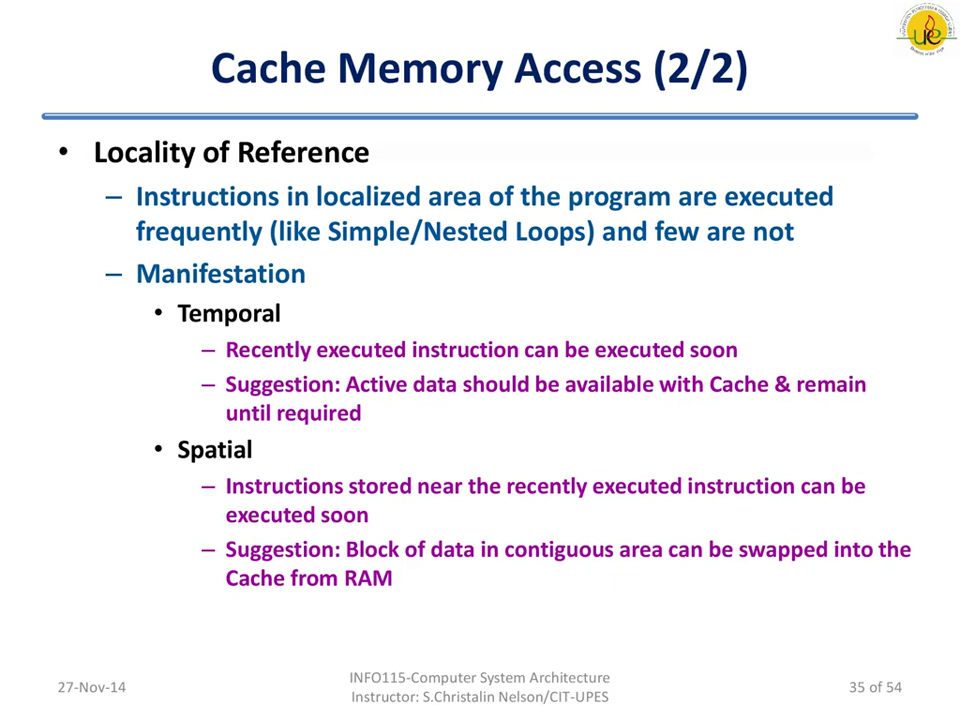 Cache Memory Access (2/2)
• Locality of Reference
– Instructions in localized area of the program are executed
frequently (like Simple/Nested Loops) and few are not
– Manifestation
• Temporal
– Recently executed instruction can be executed soon
– Suggestion: Active data should be available with Cache & remain
until required
• Spatial
– Instructions stored near the recently executed instruction can be
executed soon
– Suggestion: Block of data in contiguous area can be swapped into the
Cache from RAM
27-Nov-14
INFO115-Computer System Architecture
Instructor: S.Christalin Nelson/CIT-UPES
35 of 54